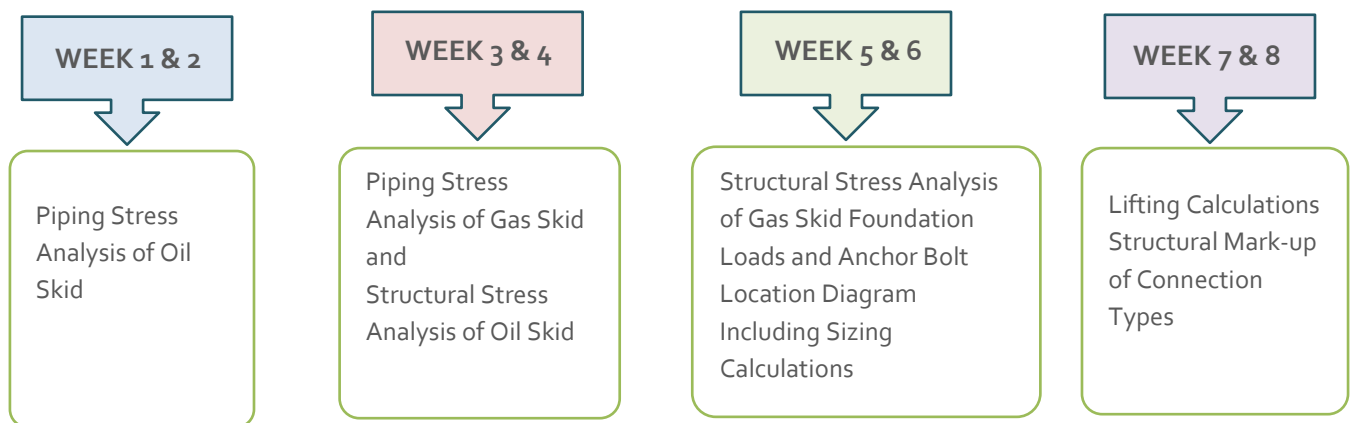 WEEK 1 & 2
Piping Stress
Analysis of Oil
Skid
WEEK 3 & 4
Piping Stress
Analysis of Gas Skid
and
Structural Stress
Analysis of Oil Skid
WEEK 5 & 6
Structural Stress Analysis
of Gas Skid Foundation
Loads and Anchor Bolt
Location Diagram
Including Sizing
Calculations
WEEK 7 & 8
Lifting Calculations
Structural Mark-up
of Connection
Types